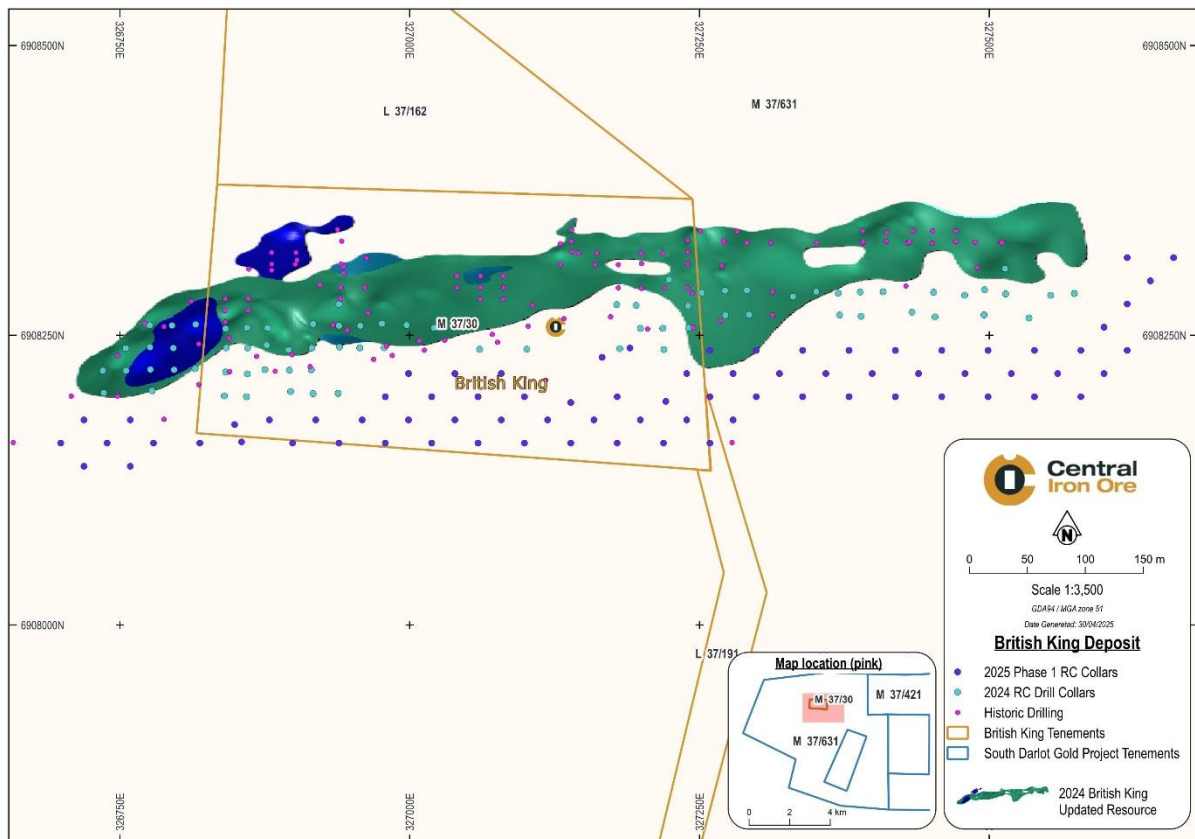 326750E
327000E
327250E
327500E
6908500N
6908500N
L 37/162
M 37/631
6908250N
6908250N
M 37/30
British King
6908000N
L 37/191
326750E
327000E
327250E
Map location (pink)
M 37/30
M 37/421
M 37/631
0 2 4 km
Central
Iron Ore
N
0 50 100 150 m
Scale 1:3,500
GDA94 / MGA zone 51
Date Genereted: 30/04/2025
British King Deposit
2025 Phase 1 RC Collars
2024 RC Drill Collars
Historic Drilling
British King Tenements
South Darlot Gold Project Tenements
2024 British King
Updated Resource